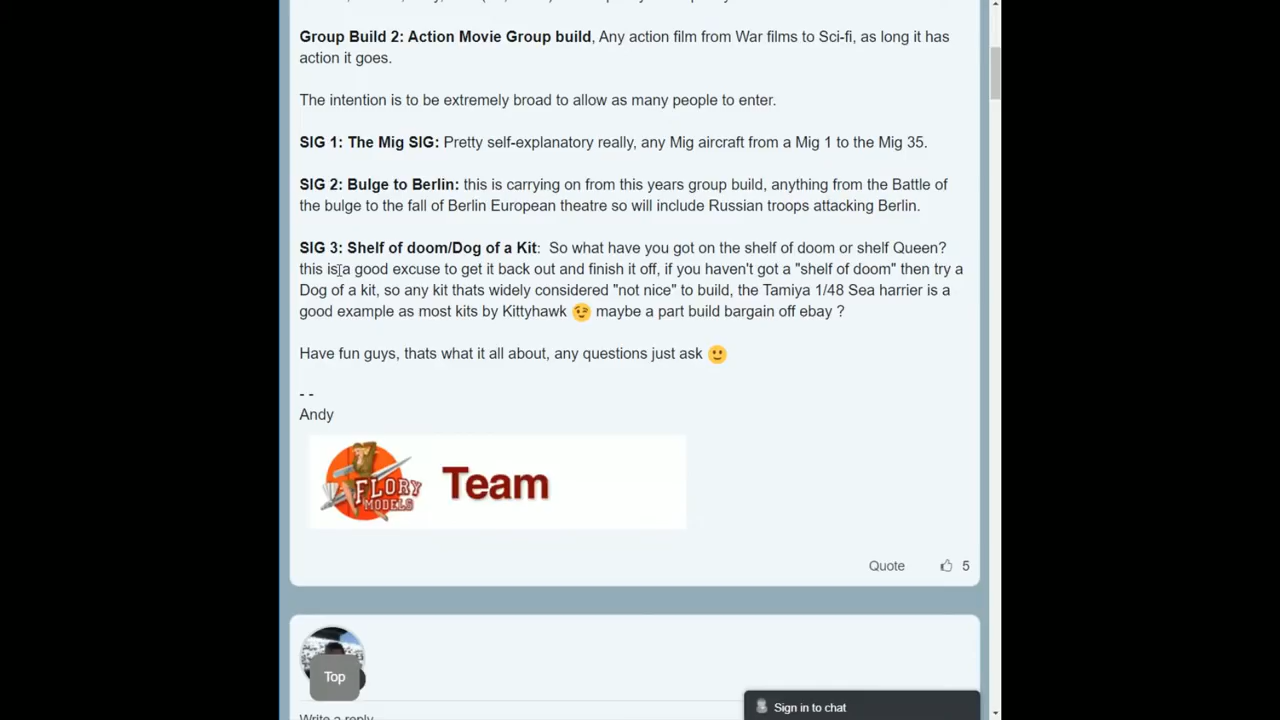 Group Build 2: Action Movie Group build, Any action film from War films to Sci-fi, as long it has
action it goes.
The intention is to be extremely broad to allow as many people to enter.
SIG 1: The Mig SIG: Pretty self-explanatory really, any Mig aircraft from a Mig 1 to the Mig 35.
SIG 2: Bulge to Berlin: this is carrying on from this years group build, anything from the Battle of
the bulge to the fall of Berlin European theatre so will include Russian troops attacking Berlin.
SIG 3: Shelf of doom/Dog of a Kit:  So what have you got on the shelf of doom or shelf Queen?
this is a good excuse to get it back out and finish it off, if you haven't got a "shelf of doom" then try a
Dog of a kit, so any kit thats widely considered "not nice" to build, the Tamiya 1/48 Sea harrier is a
good example as most kits by Kittyhawk 😉 maybe a part build bargain off ebay ?
Have fun guys, thats what it all about, any questions just ask 🙂
- -
Andy
FLORY
MODELS
Team
Quote 5
Top
Sign in to chat
Write a reply